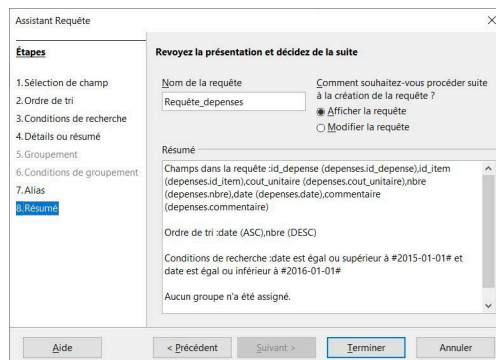 Assistant Requête
Étapes
1.Sélection de champ
2.Ordre de tri
3.Conditions de recherche
4.Détails ou résumé
5.Groupement
6.Conditions de groupement
7.Alias
8.Résumé
Revoyez la présentation et décidez de la suite
Nom de la requête
Requête_depenses
Comment souhaitez-vous procéder suite
à la création de la requête ?
Afficher la requête
Modifier la requête
Résumé
Champs dans la requête :id_depense (depenses.id_depense),id_item
(depenses.id_item),cout_unitaire (depenses.cout_unitaire),nbre
(depenses.nbre),date (depenses.date),commentaire
(depenses.commentaire)
Ordre de tri :date (ASC),nbre (DESC)
Conditions de recherche :date est égal ou supérieur à #2015-01-01# et
date est égal ou inférieur à #2016-01-01#
Aucun groupe n'a été assigné.
Aide
< Précédent
Suivant >
Terminer
Annuler